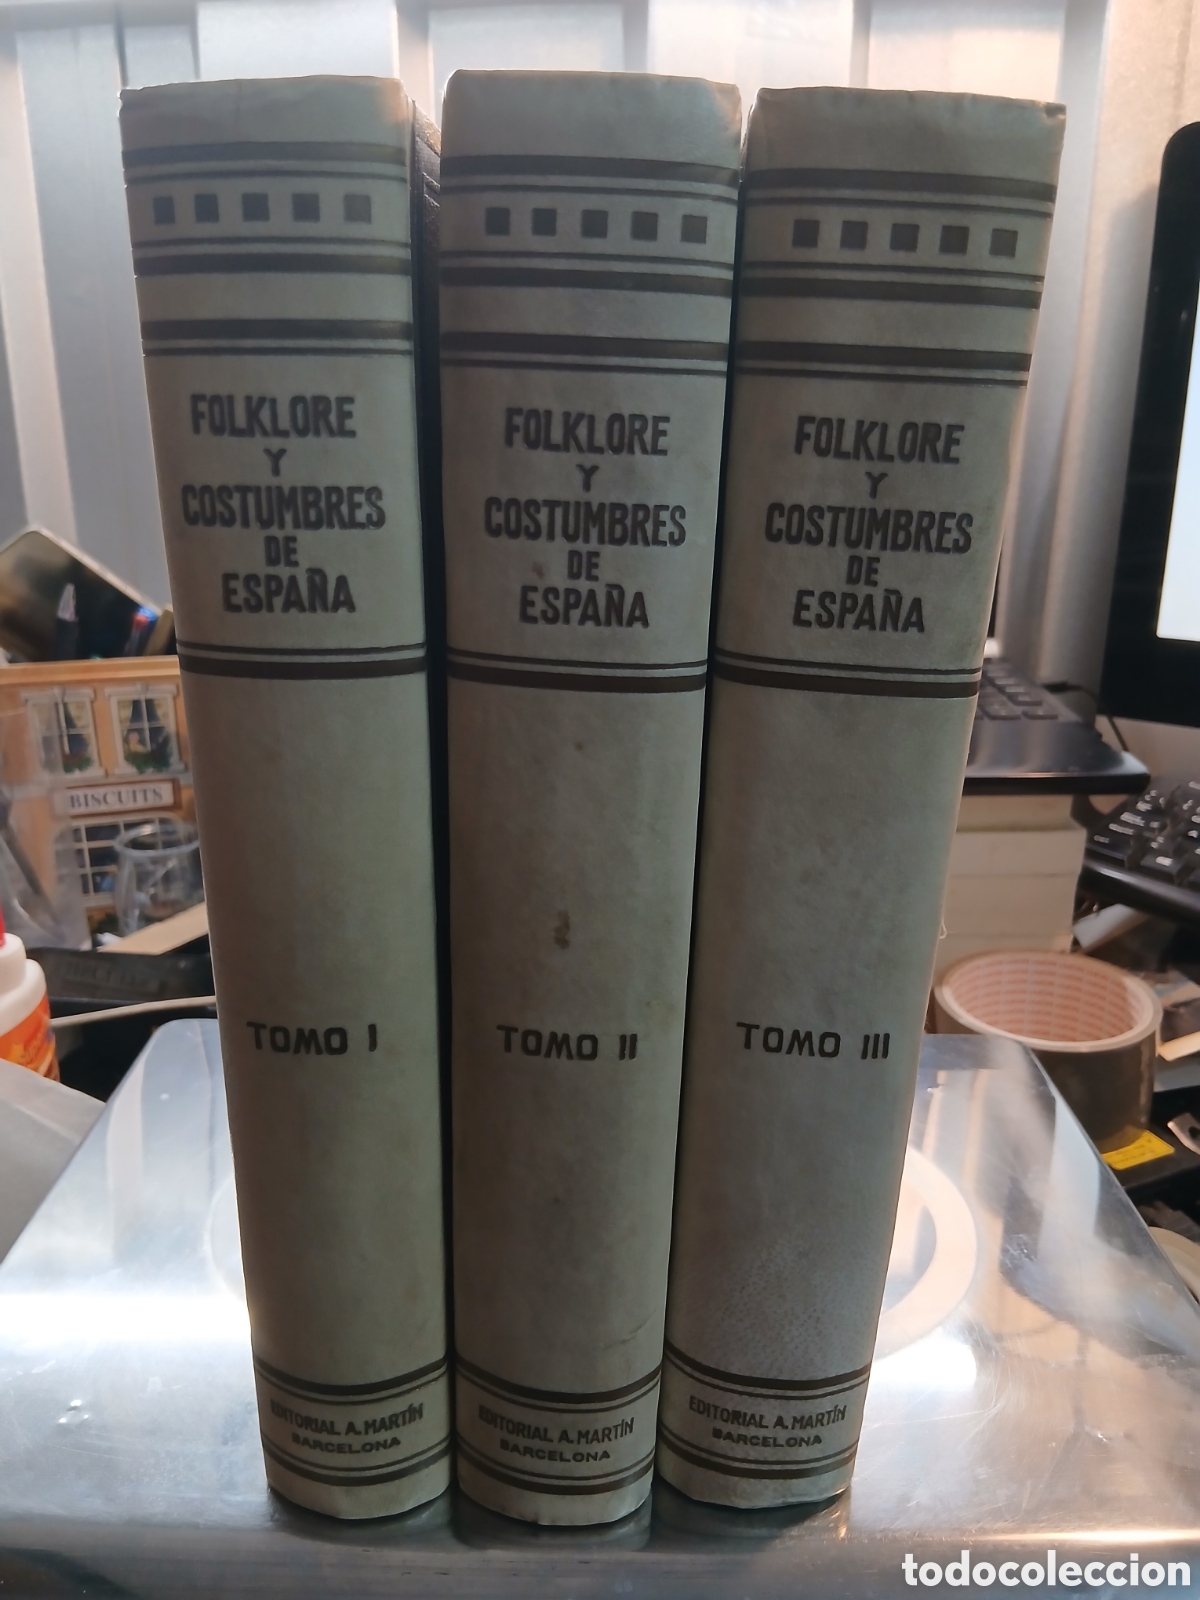 FOLKLORE
Y
COSTUMBRES
DE
ESPAÑA
TOMO I
EDITORIAL A. MARTÍN
BARCELONA
FOLKLORE
Y
COSTUMBRES
DE
ESPAÑA
TOMO II
EDITORIAL A. MARTÍN
BARCELONA
FOLKLORE
Y
COSTUMBRES
DE
ESPAÑA
TOMO III
EDITORIAL A. MARTÍN
BARCELONA
BISCUITS
todocoleccion